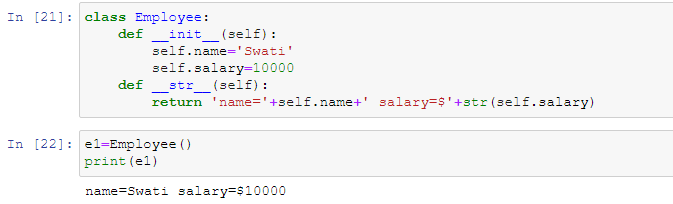 In [21]: class Employee:
def __init__(self):
self.name='Swati'
self.salary=10000
def __str__(self):
return 'name='+self.name+' salary=$'+str(self.salary)
In [22]: e1=Employee()
print(e1)
name=Swati salary=$10000